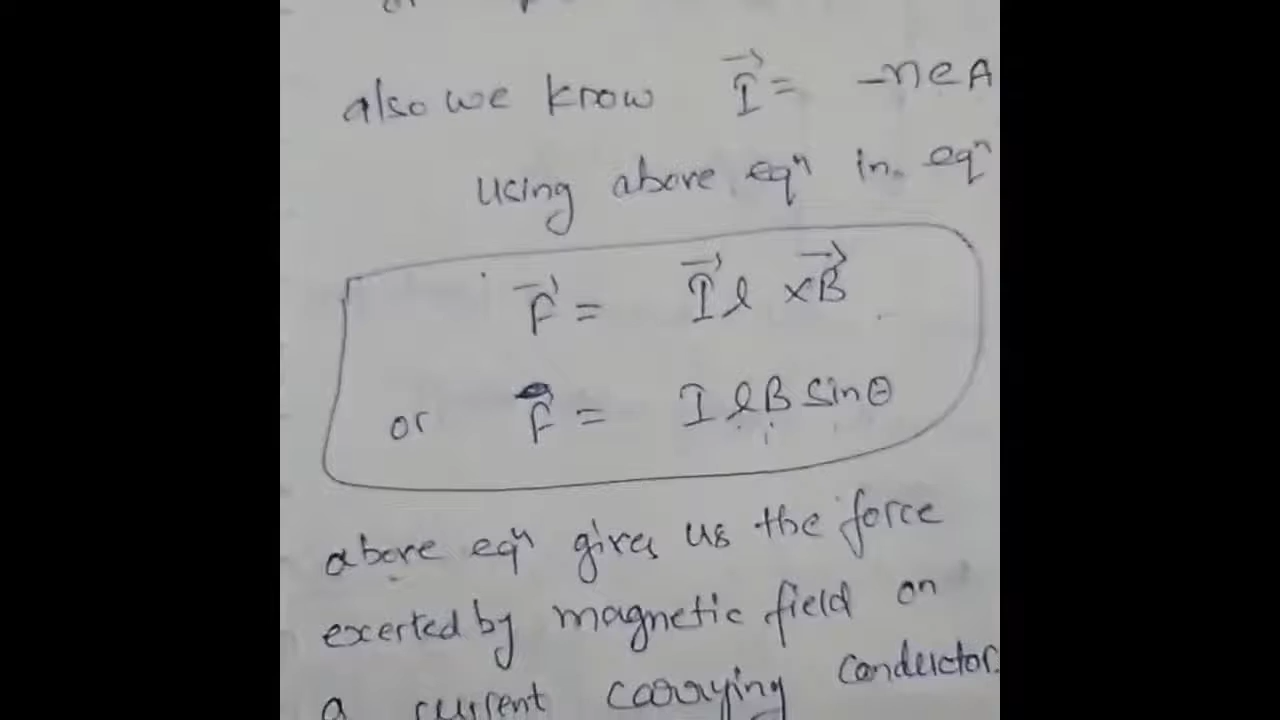 also we know I⃗ = -neA
using above eqⁿ in eqⁿ
F⃗ = I⃗l ×B⃗
or F = IlB sinθ
above eqⁿ gives us the force
exerted by magnetic field on
a current carrying conductor.